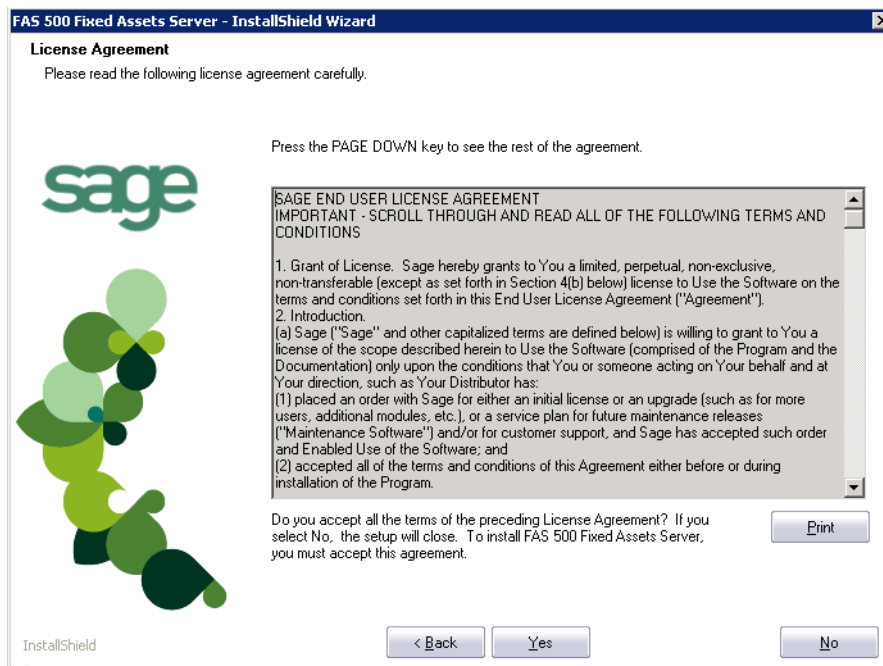 FAS 500 Fixed Assets Server - InstallShield Wizard
License Agreement
Please read the following license agreement carefully.
Press the PAGE DOWN key to see the rest of the agreement.
sage
SAGE END USER LICENSE AGREEMENT
IMPORTANT - SCROLL THROUGH AND READ ALL OF THE FOLLOWING TERMS AND
CONDITIONS
1. Grant of License.  Sage hereby grants to You a limited, perpetual, non-exclusive,
non-transferable (except as set forth in Section 4(b) below) license to Use the Software on the
terms and conditions set forth in this End User License Agreement ("Agreement").
2. Introduction.
(a) Sage ("Sage" and other capitalized terms are defined below) is willing to grant to You a
license of the scope described herein to Use the Software (comprised of the Program and the
Documentation) only upon the conditions that You or someone acting on Your behalf and at
Your direction, such as Your Distributor has:
(1) placed an order with Sage for either an initial license or an upgrade (such as for more
users, additional modules, etc.), or a service plan for future maintenance releases
("Maintenance Software") and/or for customer support, and Sage has accepted such order
and Enabled Use of the Software; and
(2) accepted all of the terms and conditions of this Agreement either before or during
installation of the Program.
Do you accept all the terms of the preceding License Agreement?  If you
select No,  the setup will close.  To install FAS 500 Fixed Assets Server,
you must accept this agreement.
Print
InstallShield
< Back
Yes
No